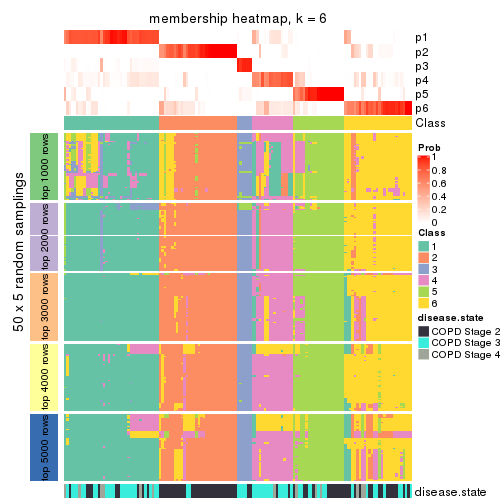 membership heatmap, k = 6
p1
p2
p3
p4
p5
p6
Class
50 x 5 random samplings
top 1000 rows
top 2000 rows
top 3000 rows
top 4000 rows
top 5000 rows
disease.state
Prob
1
0.8
0.6
0.4
0.2
0
Class
1
2
3
4
5
6
disease.state
COPD Stage 2
COPD Stage 3
COPD Stage 4